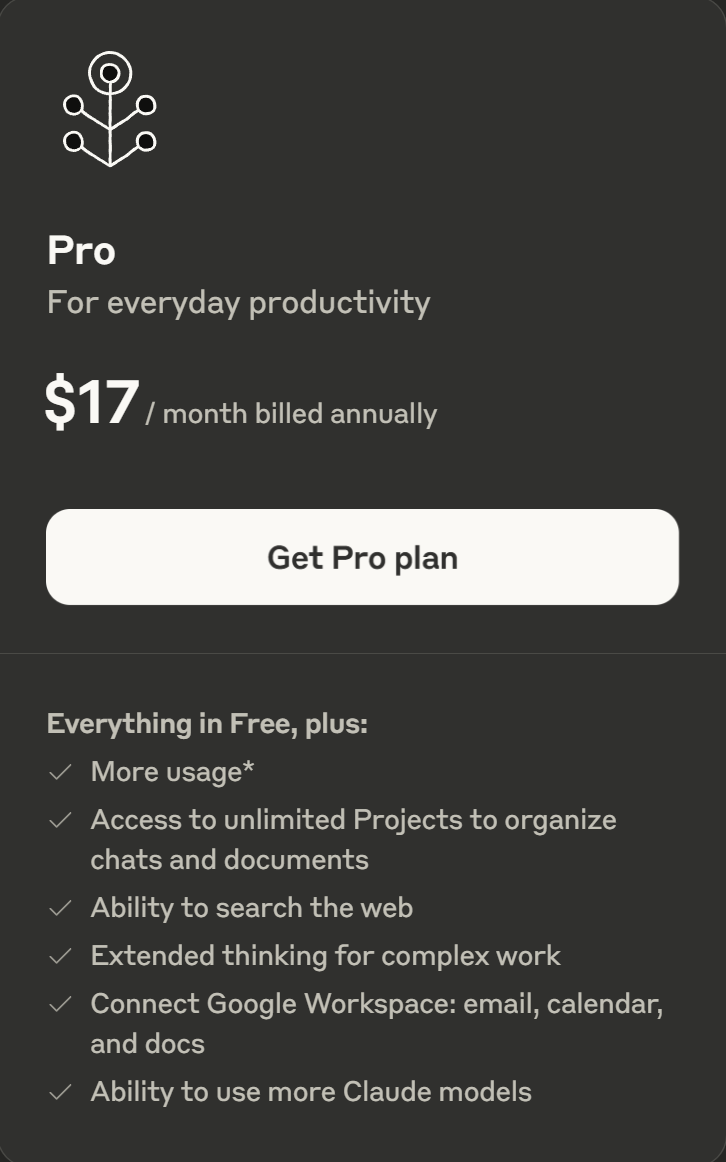 Pro
For everyday productivity
$17 / month billed annually
Get Pro plan
Everything in Free, plus:
More usage*
Access to unlimited Projects to organize
chats and documents
Ability to search the web
Extended thinking for complex work
Connect Google Workspace: email, calendar,
and docs
Ability to use more Claude models